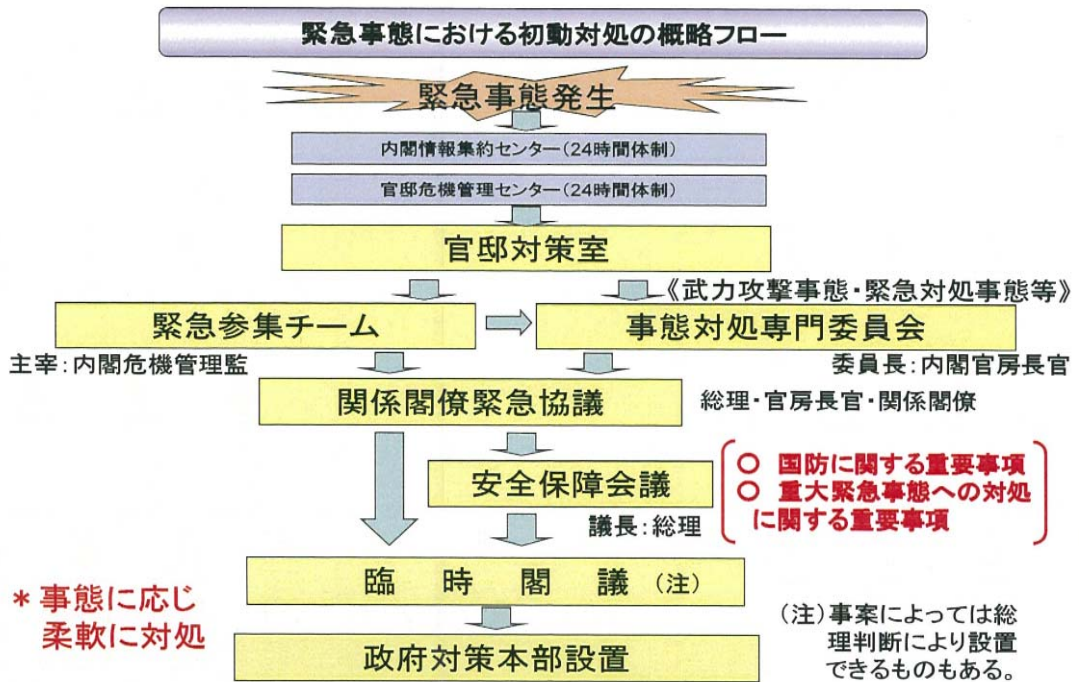 緊急事態における初動対処の概略フロー
緊急事態発生
内閣情報集約センター(24時間体制)
官邸危機管理センター(24時間体制)
官邸対策室
《武力攻撃事態・緊急対処事態等》
緊急参集チーム
事態対処専門委員会
主宰:内閣危機管理監
委員長:内閣官房長官
関係閣僚緊急協議
総理・官房長官・関係閣僚
安全保障会議
○ 国防に関する重要事項
○ 重大緊急事態への対処
に関する重要事項
議長:総理
臨時閣議(注)
*事態に応じ
柔軟に対処
政府対策本部設置
(注)事案によっては総
理判断により設置
できるものもある。